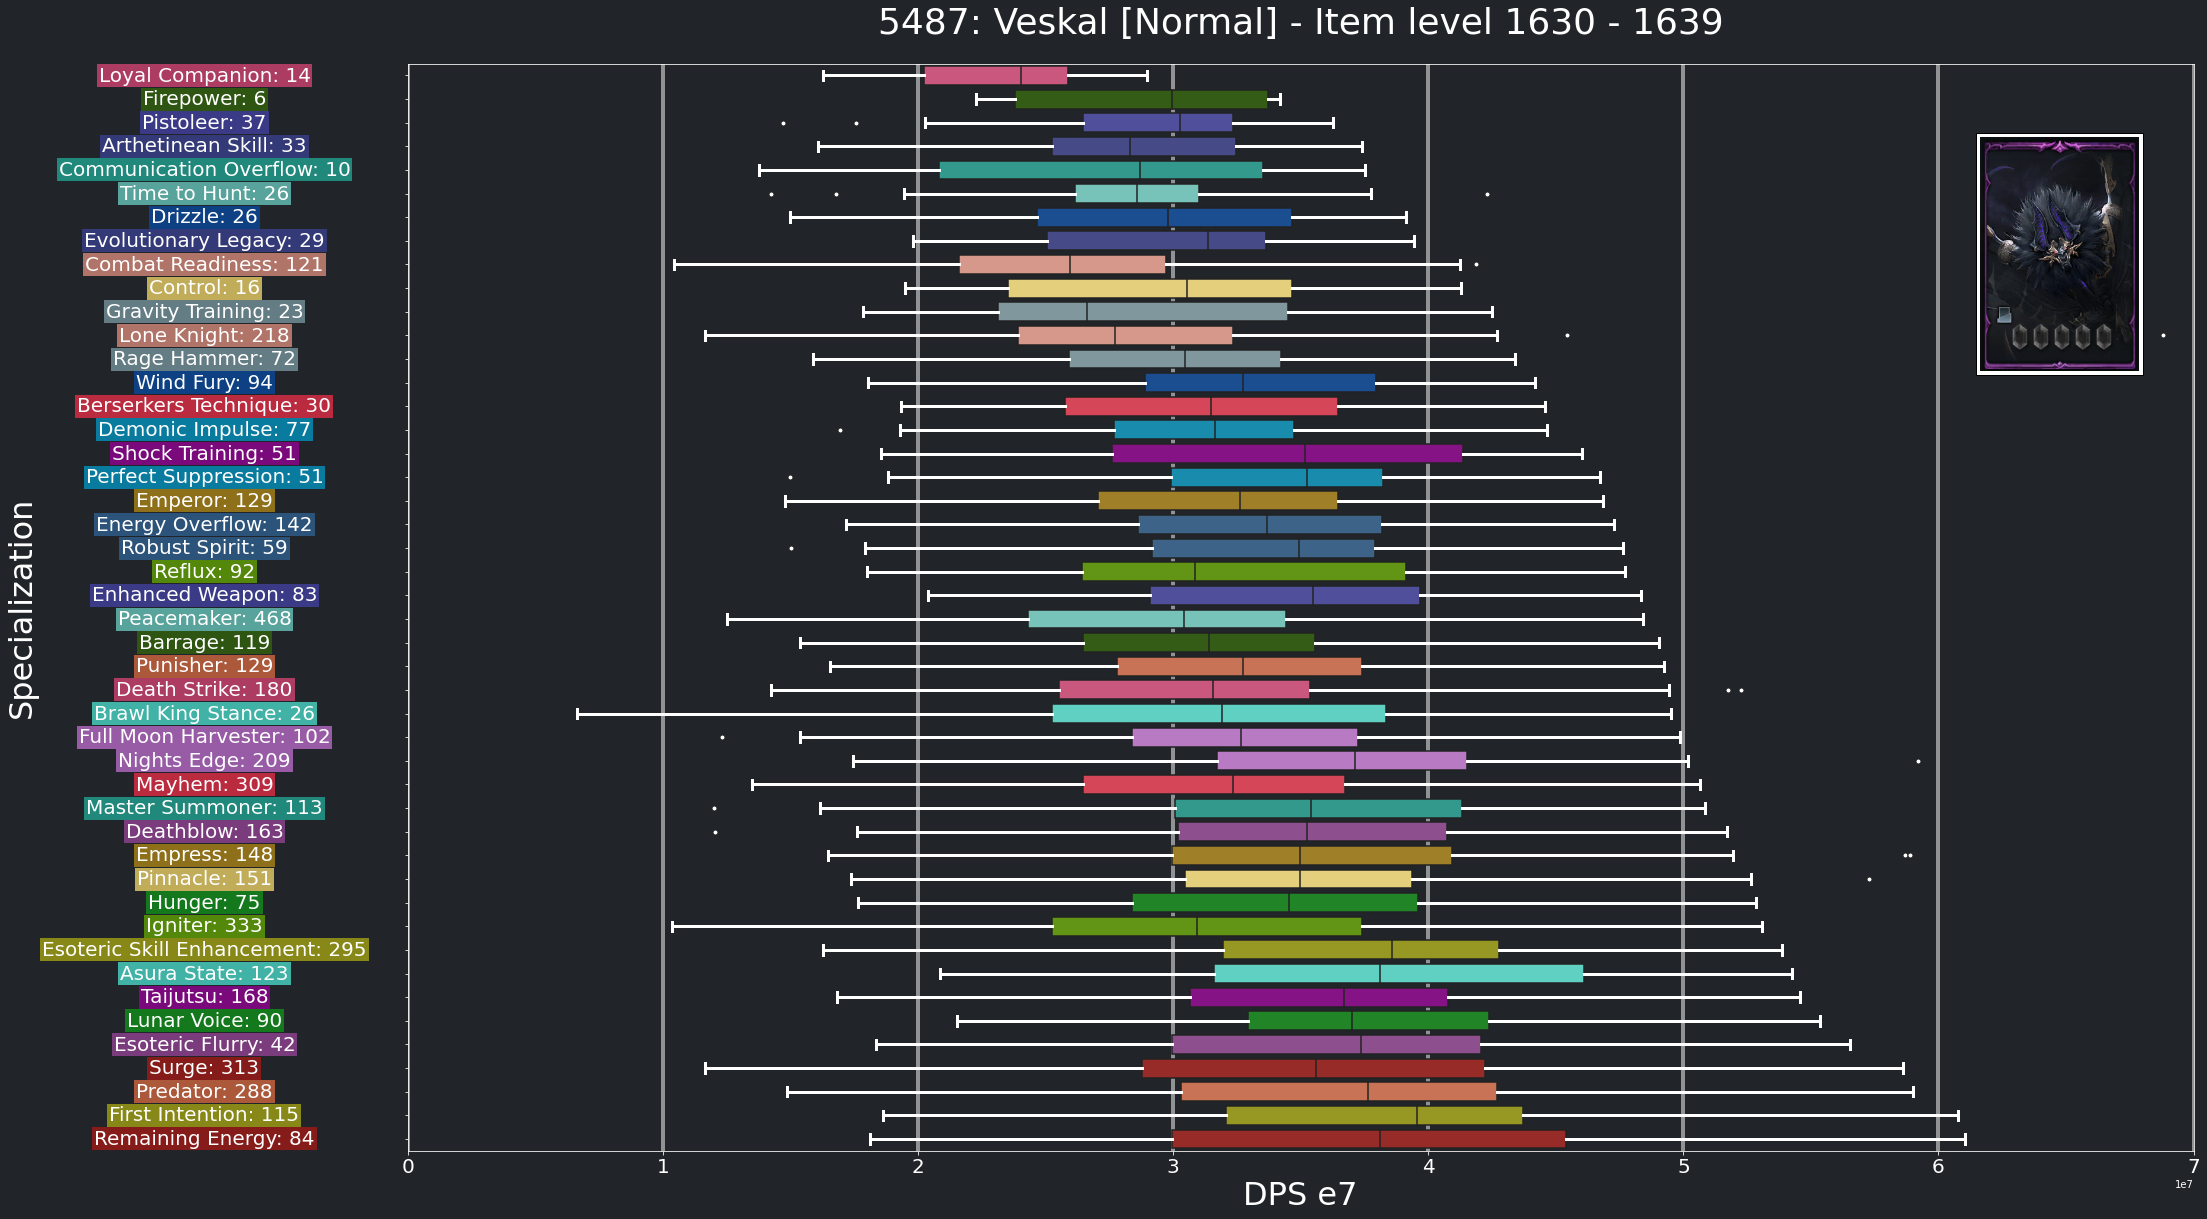 5487: Veskal [Normal] - Item level 1630 - 1639
Specialization
Loyal Companion: 14
Firepower: 6
Pistoleer: 37
Arthetinean Skill: 33
Communication Overflow: 10
Time to Hunt: 26
Drizzle: 26
Evolutionary Legacy: 29
Combat Readiness: 121
Control: 16
Gravity Training: 23
Lone Knight: 218
Rage Hammer: 72
Wind Fury: 94
Berserkers Technique: 30
Demonic Impulse: 77
Shock Training: 51
Perfect Suppression: 51
Emperor: 129
Energy Overflow: 142
Robust Spirit: 59
Reflux: 92
Enhanced Weapon: 83
Peacemaker: 468
Barrage: 119
Punisher: 129
Death Strike: 180
Brawl King Stance: 26
Full Moon Harvester: 102
Nights Edge: 209
Mayhem: 309
Master Summoner: 113
Deathblow: 163
Empress: 148
Pinnacle: 151
Hunger: 75
Igniter: 333
Esoteric Skill Enhancement: 295
Asura State: 123
Taijutsu: 168
Lunar Voice: 90
Esoteric Flurry: 42
Surge: 313
Predator: 288
First Intention: 115
Remaining Energy: 84
0 1 2 3 4 5 6 7
DPS e7
1e7